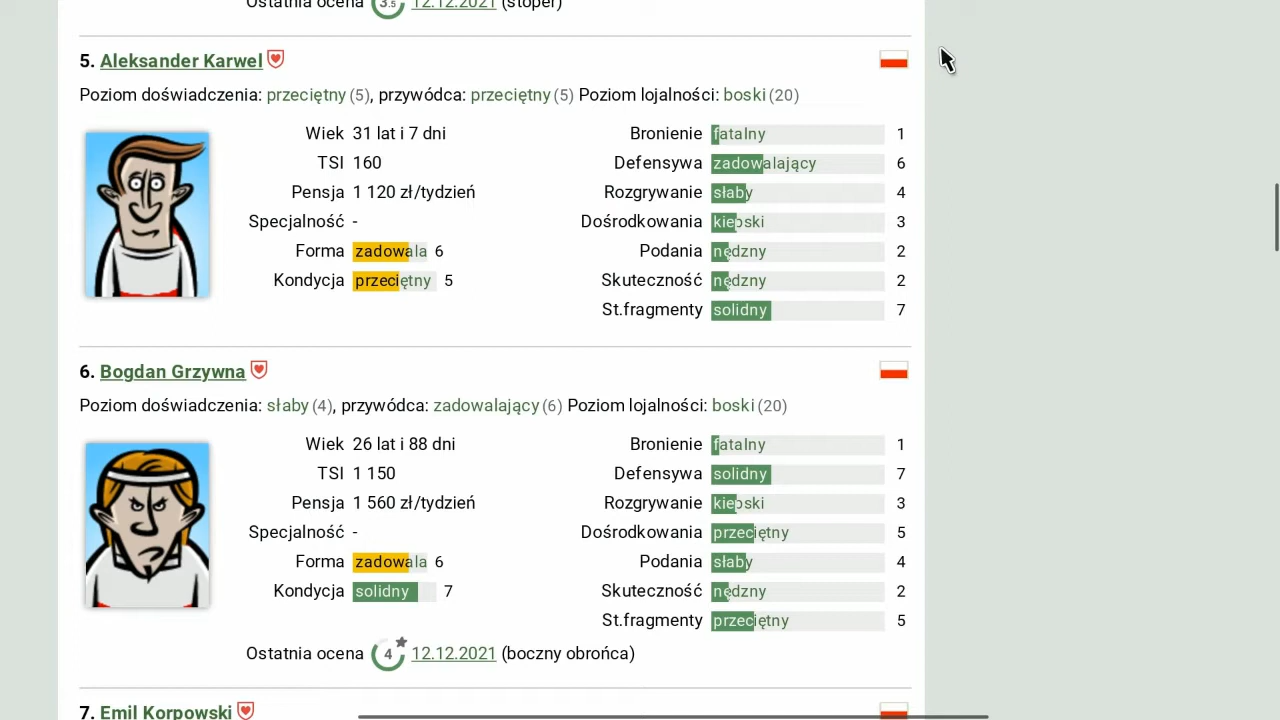 Ostatnia ocena 3.5 12.12.2021 (stoper)
5. Aleksander Karwel
Poziom doświadczenia: przeciętny (5), przywódca: przeciętny (5) Poziom lojalności: boski (20)
Wiek 31 lat i 7 dni
TSI 160
Pensja 1 120 zł/tydzień
Specjalność -
Forma zadowala 6
Kondycja przeciętny 5
Bronienie fatalny 1
Defensywa zadowalający 6
Rozgrywanie słaby 4
Dośrodkowania kiepski 3
Podania nędzny 2
Skuteczność nędzny 2
St.fragmenty solidny 7
6. Bogdan Grzywna
Poziom doświadczenia: słaby (4), przywódca: zadowalający (6) Poziom lojalności: boski (20)
Wiek 26 lat i 88 dni
TSI 1 150
Pensja 1 560 zł/tydzień
Specjalność -
Forma zadowala 6
Kondycja solidny 7
Bronienie fatalny 1
Defensywa solidny 7
Rozgrywanie kiepski 3
Dośrodkowania przeciętny 5
Podania słaby 4
Skuteczność nędzny 2
St.fragmenty przeciętny 5
Ostatnia ocena 4 12.12.2021 (boczny obrońca)
7. Emil Korpowski